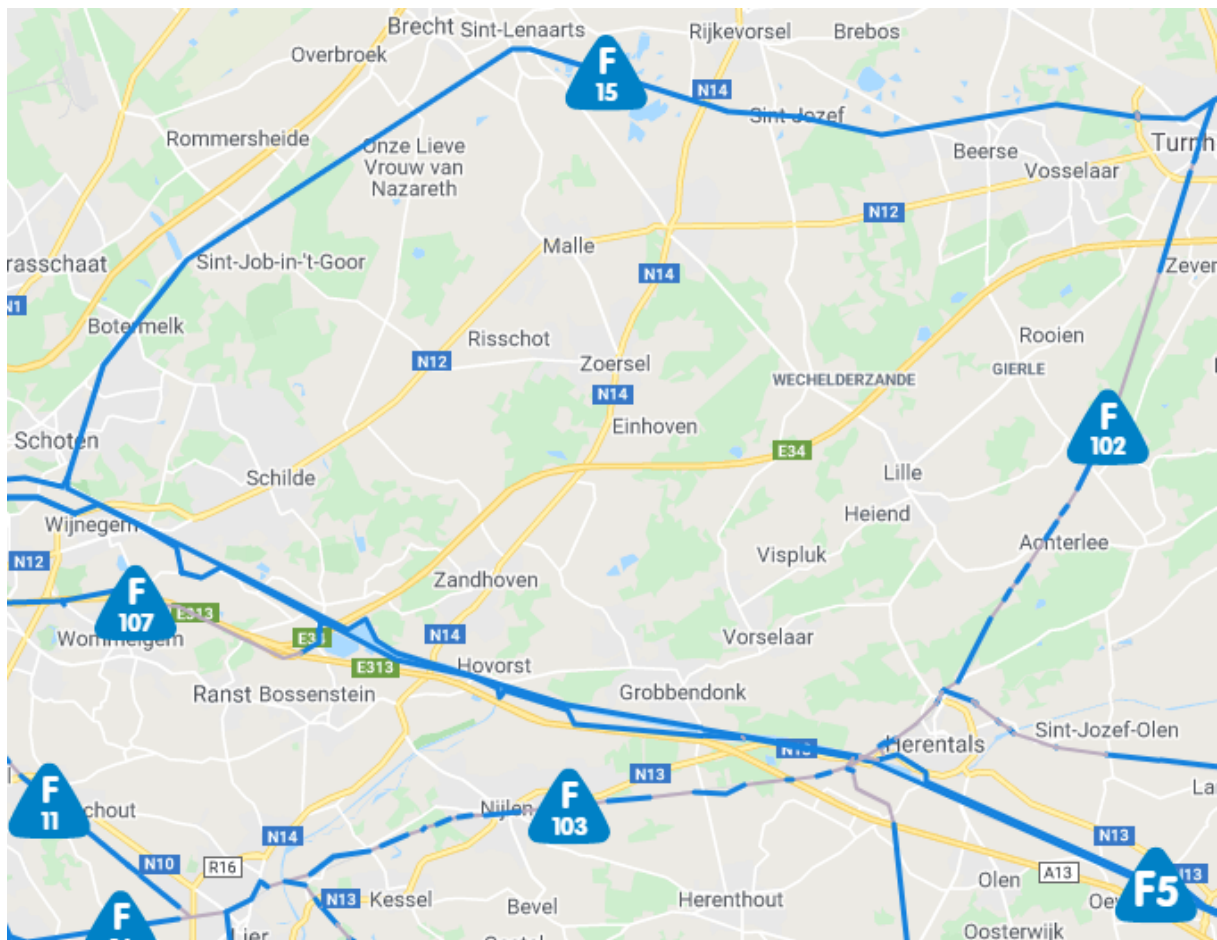 Brecht
Sint-Lenaarts
Rijkevorsel
Brebos
Overbroek
F
15
N14
Sint-Jozef
Rommersheide
Onze Lieve
Vrouw van
Nazareth
Beerse
Turnh
Vosselaar
N12
Malle
rasschaat
Sint-Job-in-'t-Goor
N14
Zever
N1
Botermelk
Risschot
Rooien
N12
Zoersel
GIERLE
WECHELDERZANDE
N14
Einhoven
F
102
Schoten
E34
Schilde
Lille
Wijnegem
Heiend
Achterlee
N12
Vispluk
Zandhoven
F
107
E313
Wommelgem
N14
Vorselaar
E313
Hovorst
Ranst
Bossenstein
Grobbendonk
Sint-Jozef-Olen
Herentals
N13
F
11
chout
Nijlen
F
103
La
N14
N13
N10
R16
Olen
A13
N13
F5
Kessel
N13
Bevel
Herenthout
F
Lier
Oosterwijk